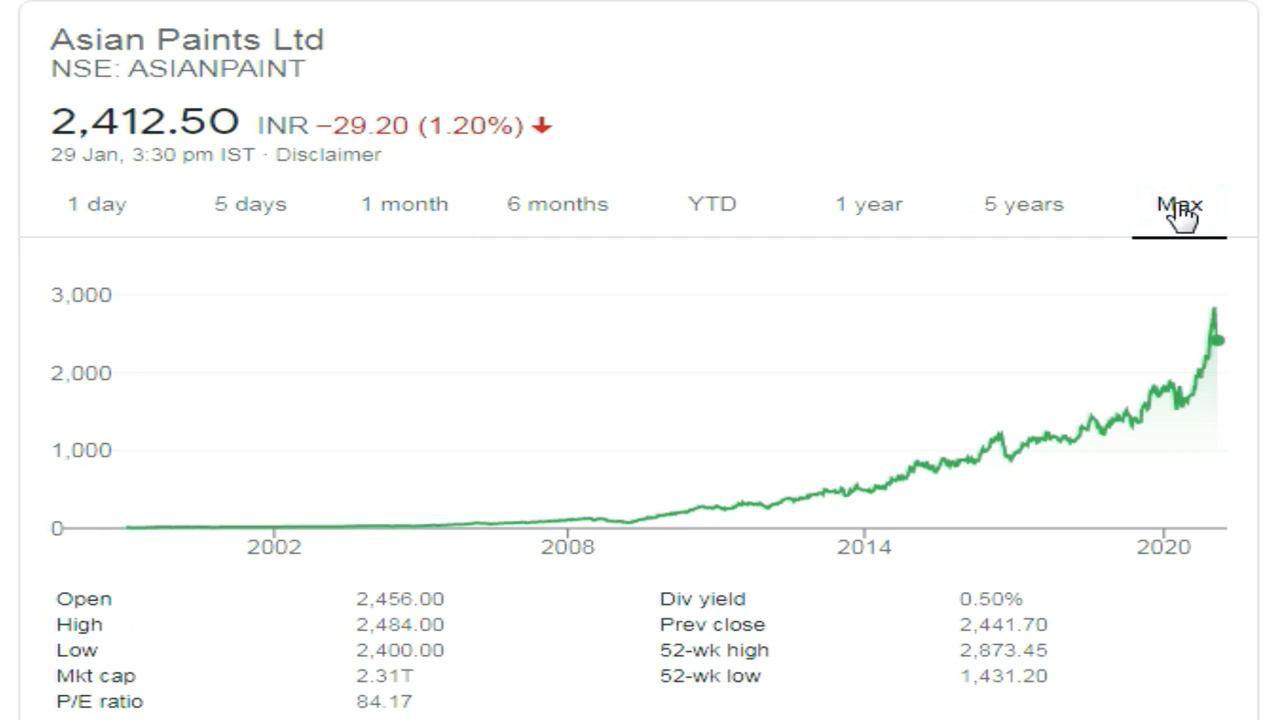 Asian Paints Ltd
NSE: ASIANPAINT
2,412.50 INR −29.20 (1.20%)
29 Jan, 3:30 pm IST · Disclaimer
1 day 5 days 1 month 6 months YTD 1 year 5 years Max
3,000
2,000
1,000
0
2002 2008 2014 2020
Open 2,456.00 Div yield 0.50%
High 2,484.00 Prev close 2,441.70
Low 2,400.00 52-wk high 2,873.45
Mkt cap 2.31T 52-wk low 1,431.20
P/E ratio 84.17